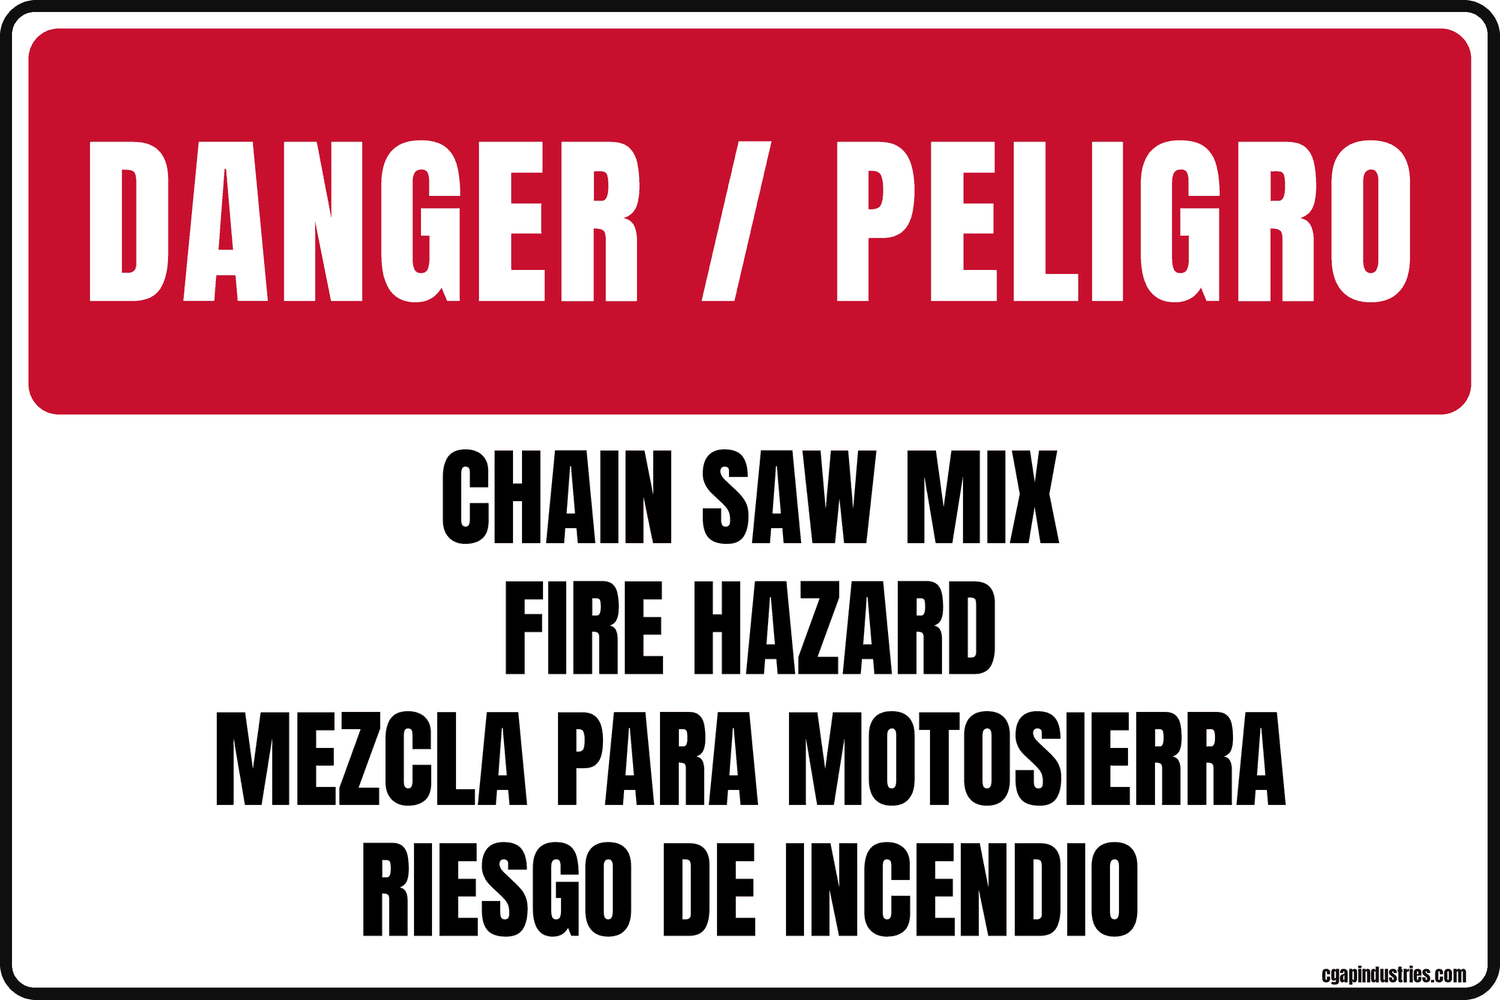 DANGER / PELIGRO
CHAIN SAW MIX
FIRE HAZARD
MEZCLA PARA MOTOSIERRA
RIESGO DE INCENDIO
cgapindustries.com